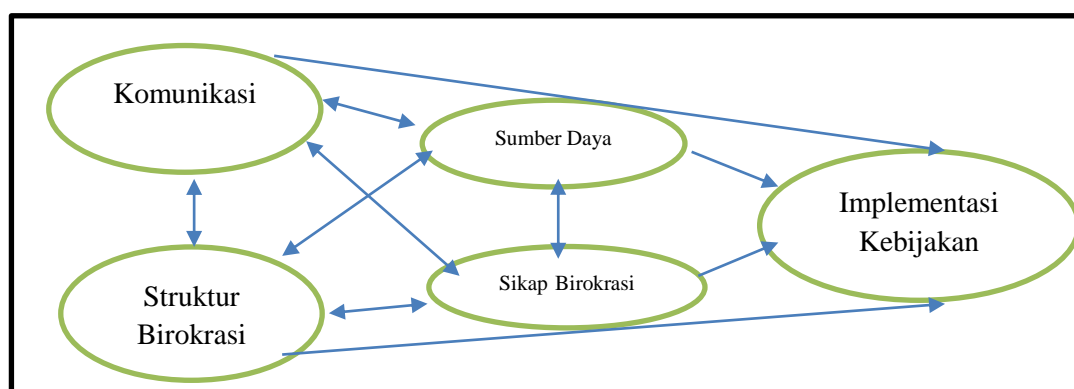 Komunikasi
Sumber Daya
Implementasi
Kebijakan
Sikap Birokrasi
Struktur
Birokrasi